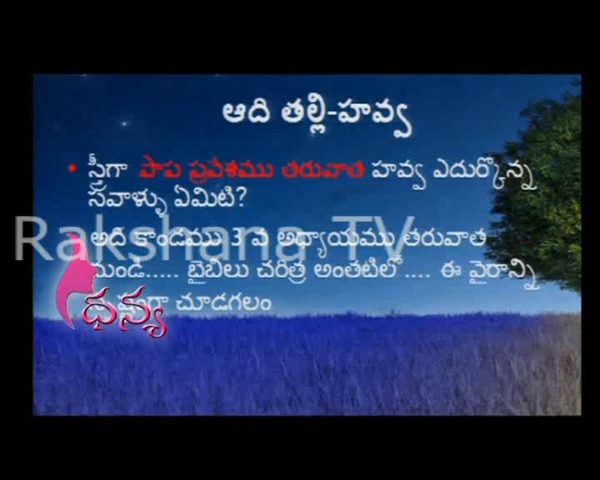 ఆది తల్లి-హవ్వ
• స్త్రీగా పాప ప్రవేశము తరువాత హవ్వ ఎదుర్కొన్న
సవాళ్ళు ఏమిటి?
Rakshana TV
ఆది కాండము 3 వ అధ్యాయము తరువాత
నుండి..... బైబిలు చరిత్ర అంతటిలో .... ఈ వైరాన్ని
చూడగలం
ధన్య